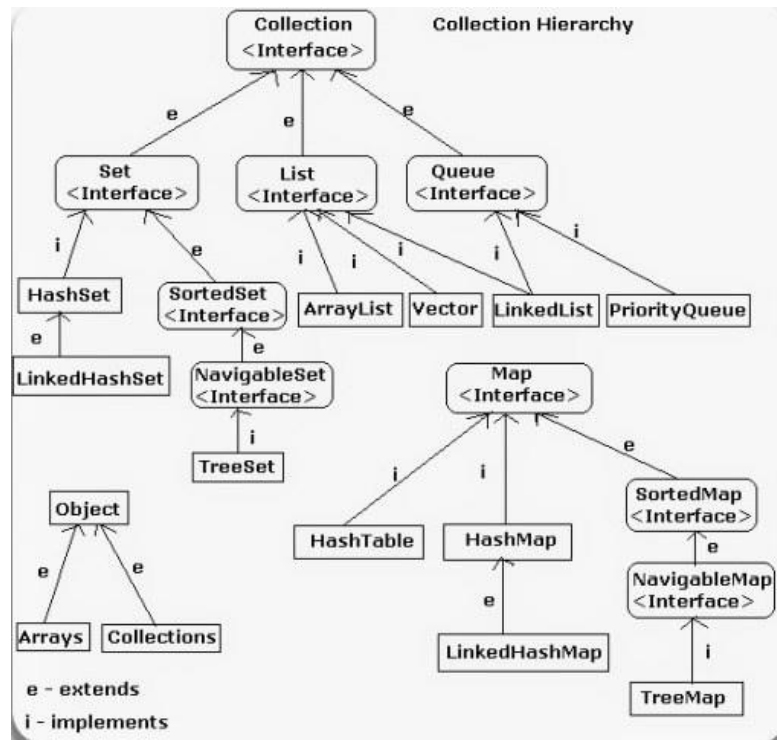 Collection
<Interface>
Collection Hierarchy
e
e
e
Set
<Interface>
List
<Interface>
Queue
<Interface>
i
e
i
i
i
i
i
HashSet
SortedSet
<Interface>
ArrayList
Vector
LinkedList
PriorityQueue
e
e
LinkedHashSet
NavigableSet
<Interface>
Map
<Interface>
i
TreeSet
e
i
i
Object
SortedMap
<Interface>
HashTable
HashMap
e
e
e
NavigableMap
<Interface>
e
Arrays
Collections
LinkedHashMap
i
TreeMap
e - extends
i - implements